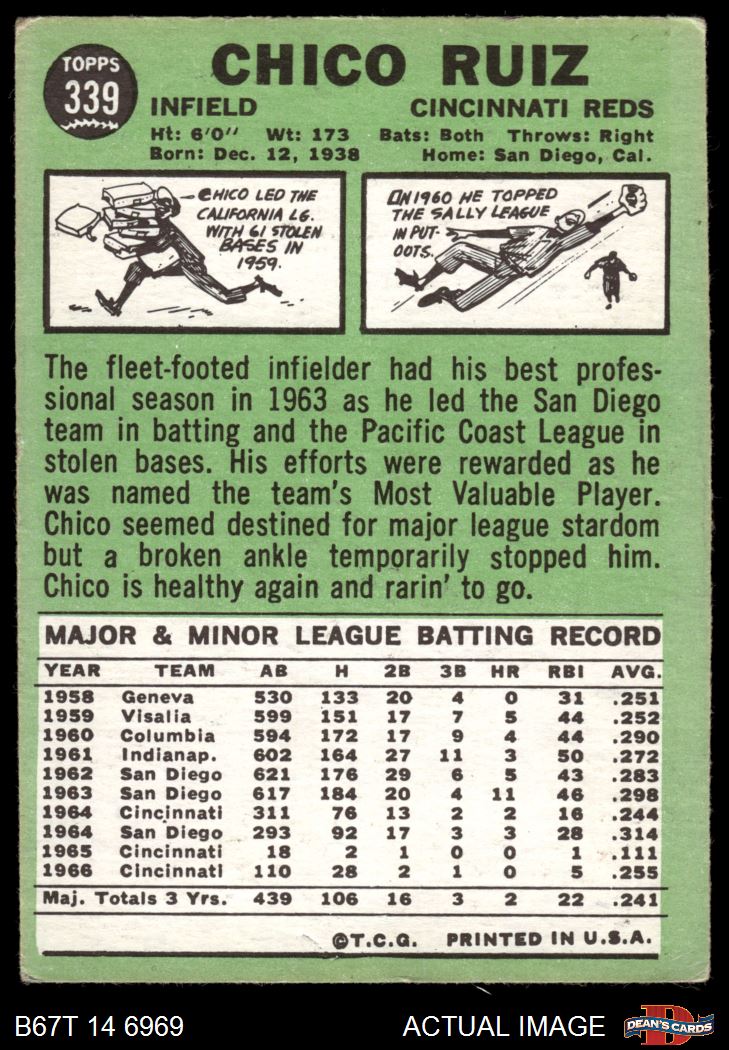 TOPPS
339
CHICO RUIZ
INFIELD CINCINNATI REDS
Ht: 6'0" Wt: 173 Bats: Both Throws: Right
Born: Dec. 12, 1938 Home: San Diego, Cal.
CHICO LED THE
CALIFORNIA LG.
WITH 61 STOLEN
BASES IN
1959.
IN 1960 HE TOPPED
THE SALLY LEAGUE
IN PUT-
OUTS.
The fleet-footed infielder had his best profes-
sional season in 1963 as he led the San Diego
team in batting and the Pacific Coast League in
stolen bases. His efforts were rewarded as he
was named the team's Most Valuable Player.
Chico seemed destined for major league stardom
but a broken ankle temporarily stopped him.
Chico is healthy again and rarin' to go.
MAJOR & MINOR LEAGUE BATTING RECORD
YEAR TEAM AB H 2B 3B HR RBI AVG.
1958 Geneva 530 133 20 4 0 31 .251
1959 Visalia 599 151 17 7 5 44 .252
1960 Columbia 594 172 17 9 4 44 .290
1961 Indianap. 602 164 27 11 3 50 .272
1962 San Diego 621 176 29 6 5 43 .283
1963 San Diego 617 184 20 4 11 46 .298
1964 Cincinnati 311 76 13 2 2 16 .244
1964 San Diego 293 92 17 3 3 28 .314
1965 Cincinnati 18 2 1 0 0 1 .111
1966 Cincinnati 110 28 2 1 0 5 .255
Maj. Totals 3 Yrs. 439 106 16 3 2 22 .241
©T.C.G. PRINTED IN U.S.A.
B67T 14 6969 ACTUAL IMAGE
DEAN'S CARDS